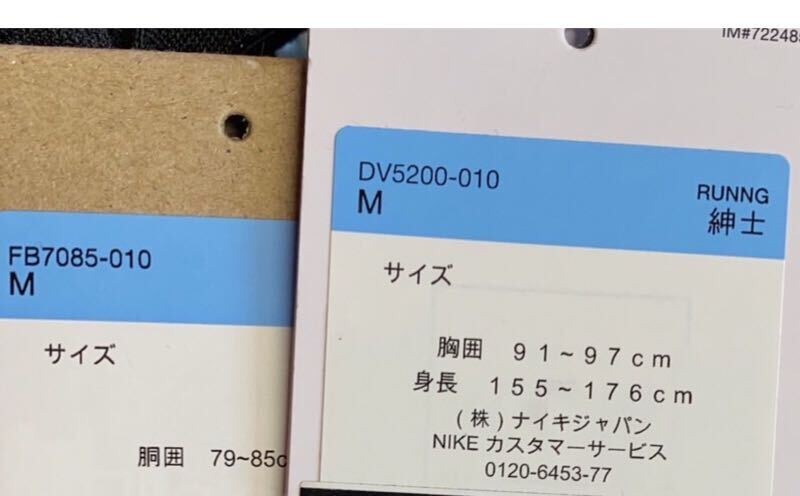 FB7085-010
M
サイズ
胴囲 79~85c
IM#722485
DV5200-010
M
RUNNG
紳士
サイズ
胸囲 91~97cm
身長 155~176cm
(株)ナイキジャパン
NIKE カスタマーサービス
0120-6453-77